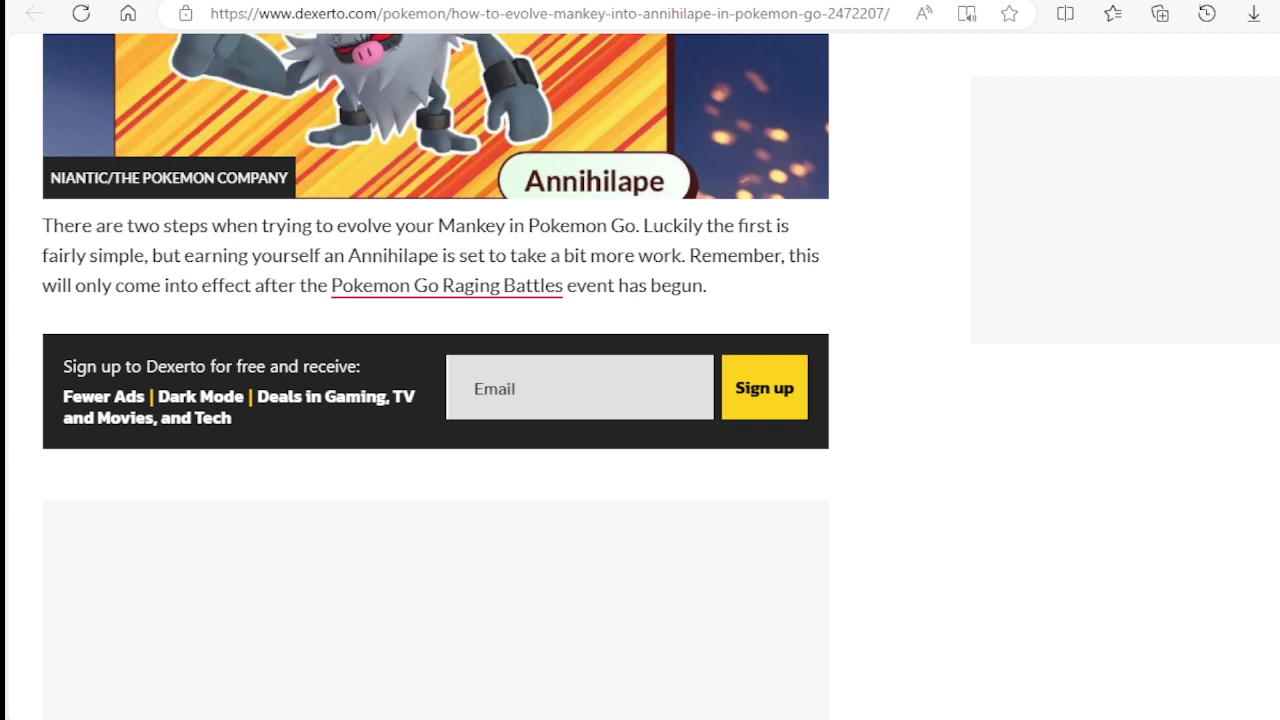 https://www.dexerto.com/pokemon/how-to-evolve-mankey-into-annihilape-in-pokemon-go-2472207/
NIANTIC/THE POKEMON COMPANY
Annihilape
There are two steps when trying to evolve your Mankey in Pokemon Go. Luckily the first is
fairly simple, but earning yourself an Annihilape is set to take a bit more work. Remember, this
will only come into effect after the Pokemon Go Raging Battles event has begun.
Sign up to Dexerto for free and receive:
Fewer Ads | Dark Mode | Deals in Gaming, TV
and Movies, and Tech
Email
Sign up